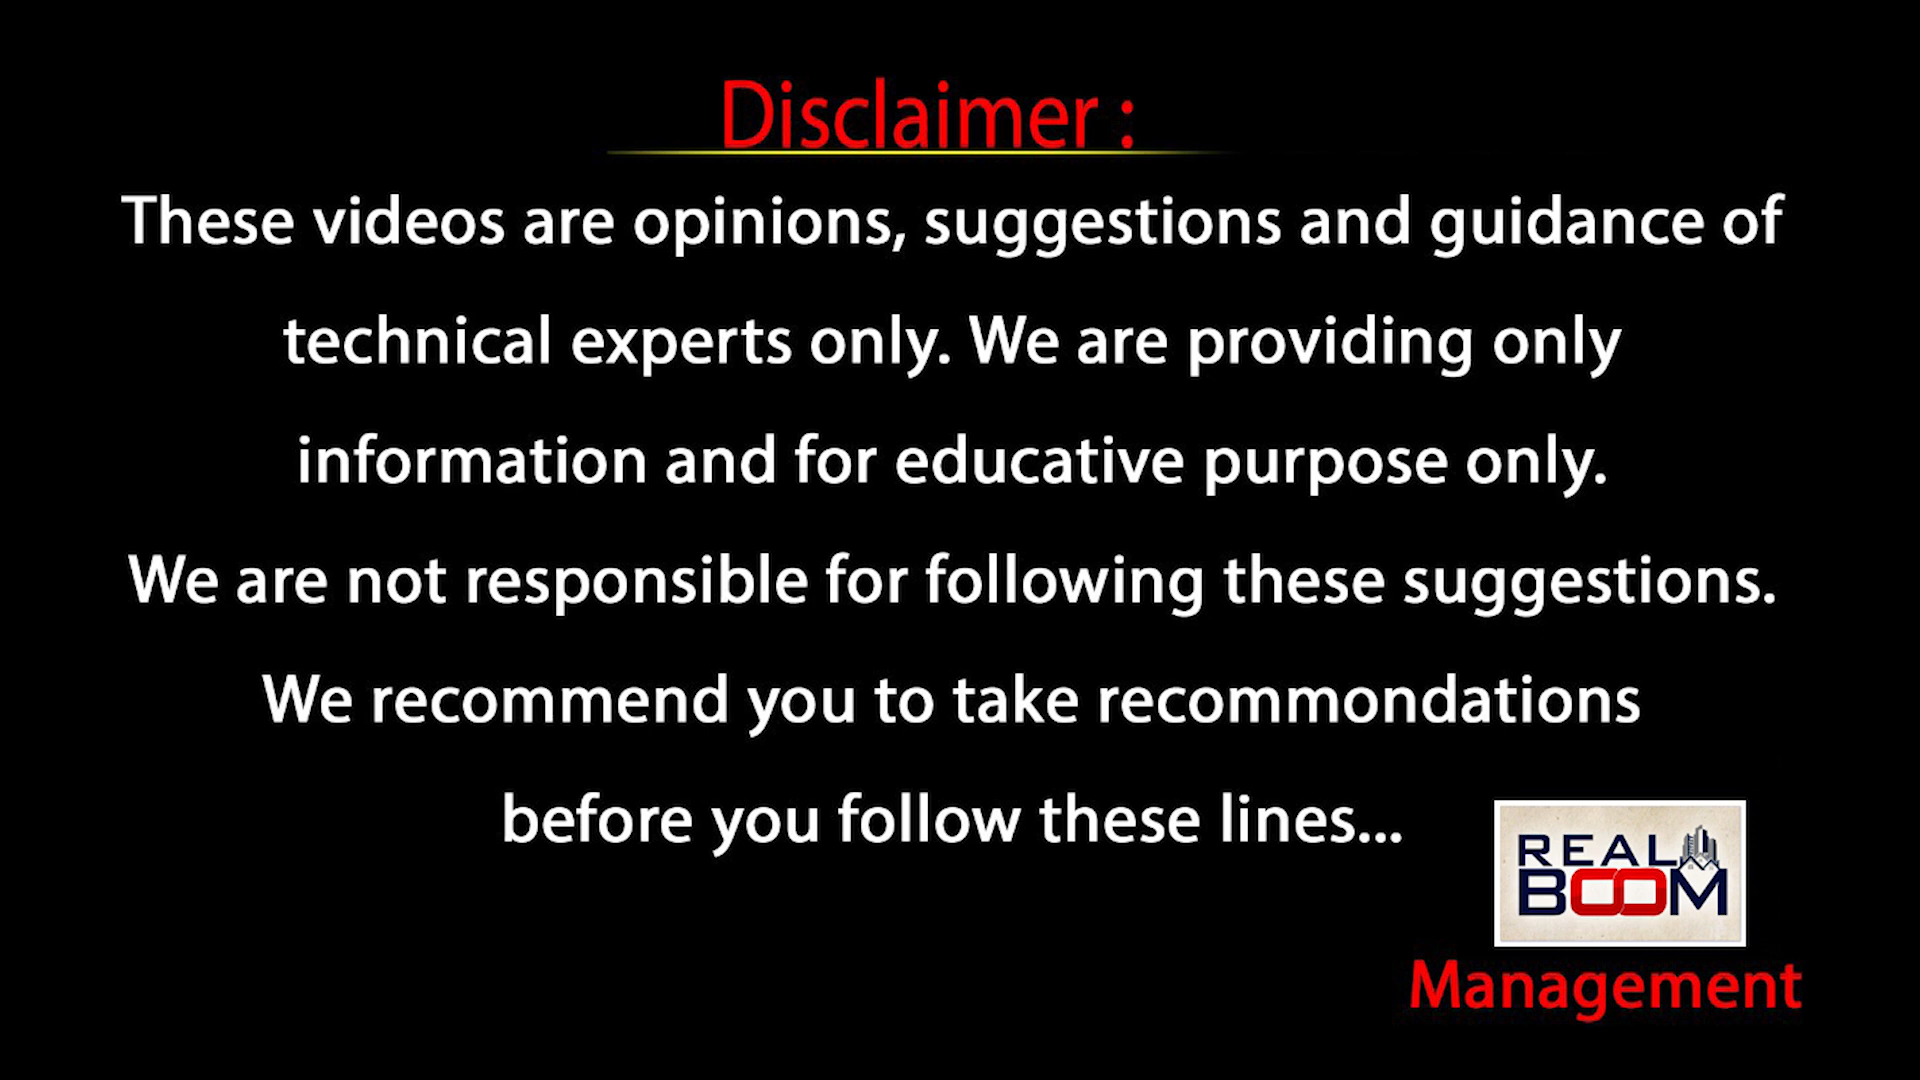 Disclaimer :
These videos are opinions, suggestions and guidance of
technical experts only. We are providing only
information and for educative purpose only.
We are not responsible for following these suggestions.
We recommend you to take recommondations
before you follow these lines...
REAL
BOOM
Management